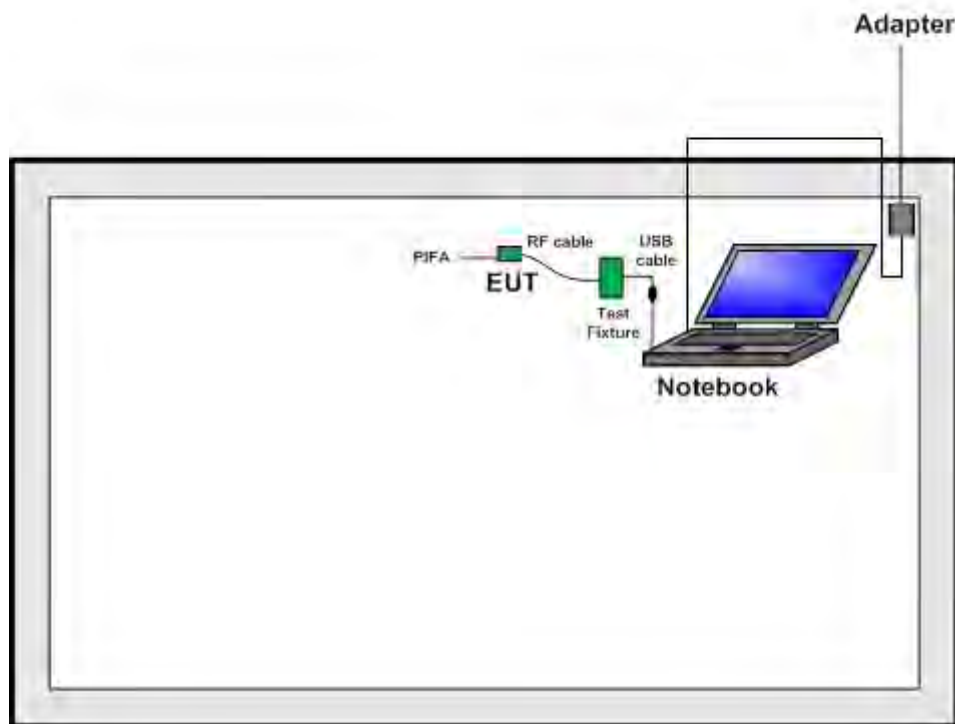 Adapter
PIFA
RF cable
EUT
USB
cable
Test
Fixture
Notebook